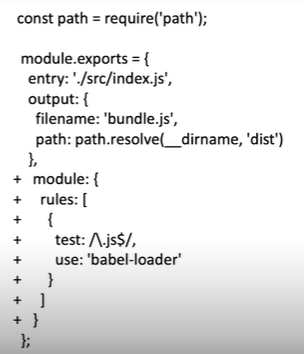 const path = require('path');
module.exports = {
entry: './src/index.js',
output: {
filename: 'bundle.js',
path: path.resolve(__dirname, 'dist')
},
+ module: {
+ rules: [
+ {
+ test: /\.js$/,
+ use: 'babel-loader'
+ }
+ ]
+ }
};